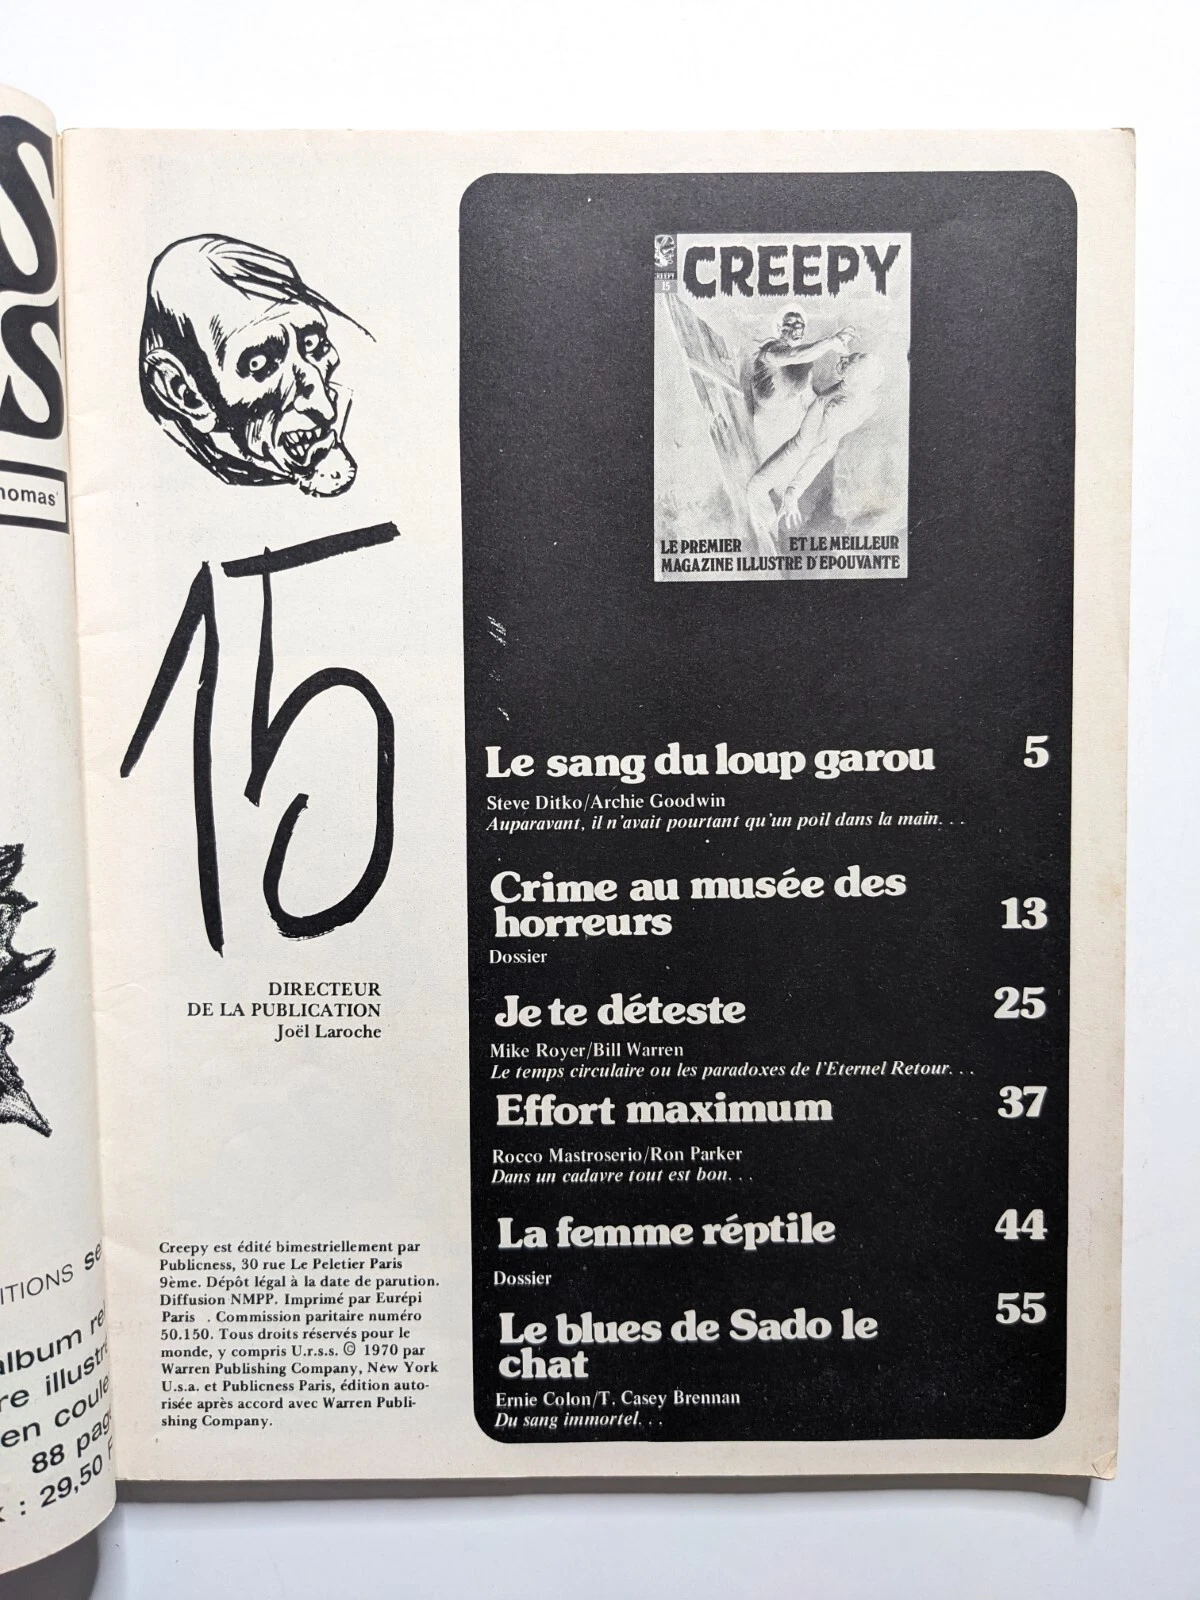 S
S
homas'
ITIONS se
album re
re illustr
en coule
88 pag
x : 29,50 F
15
DIRECTEUR
DE LA PUBLICATION
Joël Laroche
Creepy est édité bimestriellement par
Publicness, 30 rue Le Peletier Paris
9ème. Dépôt légal à la date de parution.
Diffusion NMPP. Imprimé par Eurépi
Paris . Commission paritaire numéro
50.150. Tous droits réservés pour le
monde, y compris U.r.s.s. © 1970 par
Warren Publishing Company, New York
U.s.a. et Publicness Paris, édition auto-
risée après accord avec Warren Publi-
shing Company.
CREEPY
15
CREEPY
LE PREMIER ET LE MEILLEUR
MAGAZINE ILLUSTRE D'EPOUVANTE
Le sang du loup garou 5
Steve Ditko/Archie Goodwin
Auparavant, il n'avait pourtant qu'un poil dans la main. . .
Crime au musée des
horreurs 13
Dossier
Je te déteste 25
Mike Royer/Bill Warren
Le temps circulaire ou les paradoxes de l'Eternel Retour. . .
Effort maximum 37
Rocco Mastroserio/Ron Parker
Dans un cadavre tout est bon. . .
La femme réptile 44
Dossier
Le blues de Sado le 55
chat
Ernie Colon/T. Casey Brennan
Du sang immortel. . .